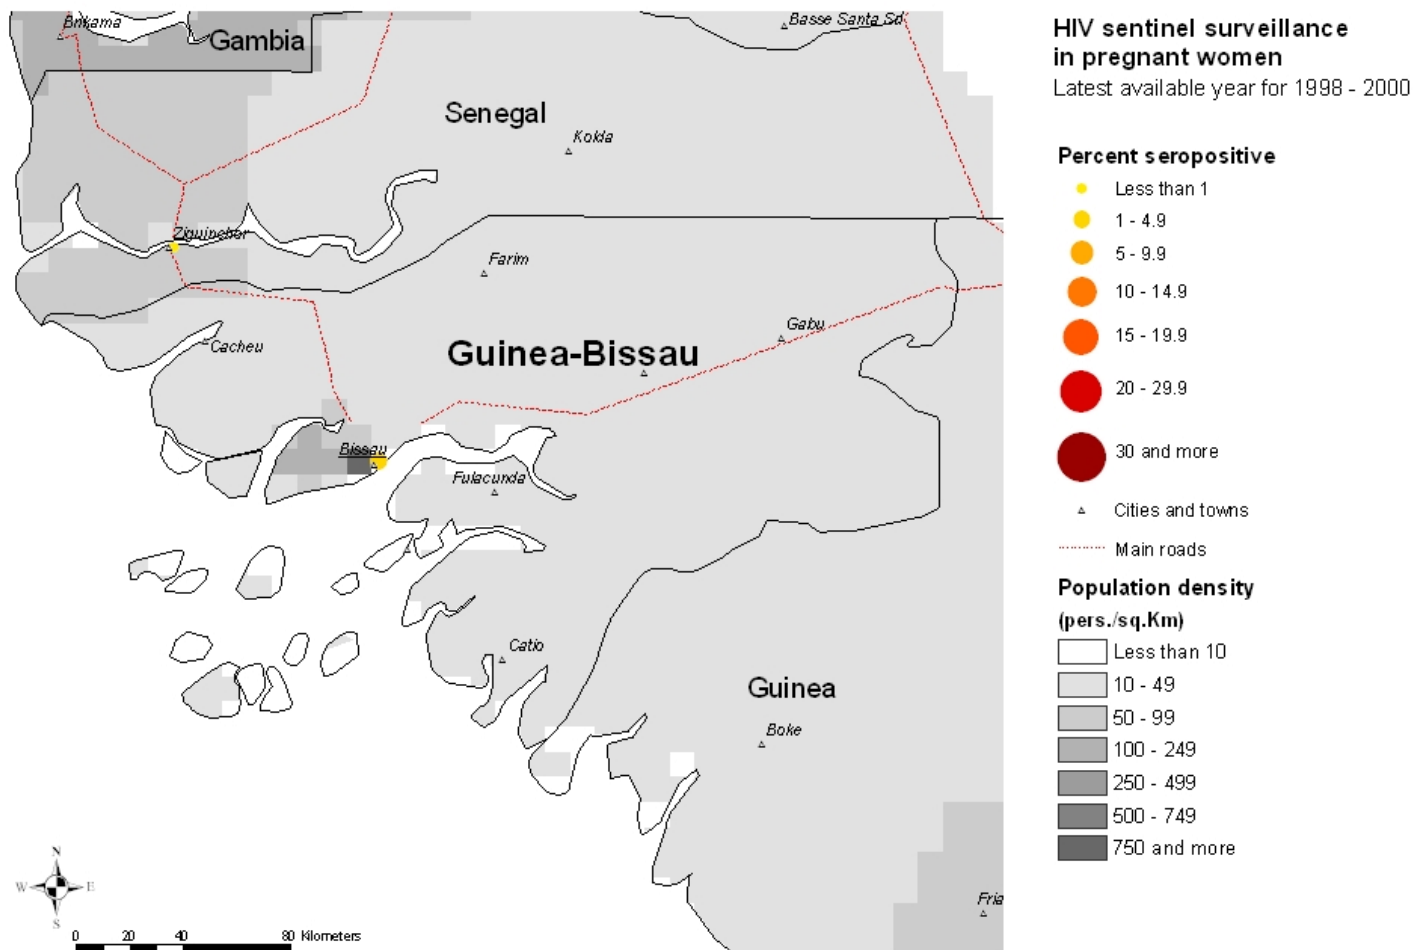 Brikama
Gambia
Basse Santa Su
Senegal
Kolda
Ziguinchor
Farim
Cacheu
Guinea-Bissau
Gabu
Bissau
Fulacunda
Catio
Guinea
Boke
Fria
N
W E
S
0 20 40 80 Kilometers
HIV sentinel surveillance
in pregnant women
Latest available year for 1998 - 2000
Percent seropositive
Less than 1
1 - 4.9
5 - 9.9
10 - 14.9
15 - 19.9
20 - 29.9
30 and more
Cities and towns
Main roads
Population density
(pers./sq.Km)
Less than 10
10 - 49
50 - 99
100 - 249
250 - 499
500 - 749
750 and more